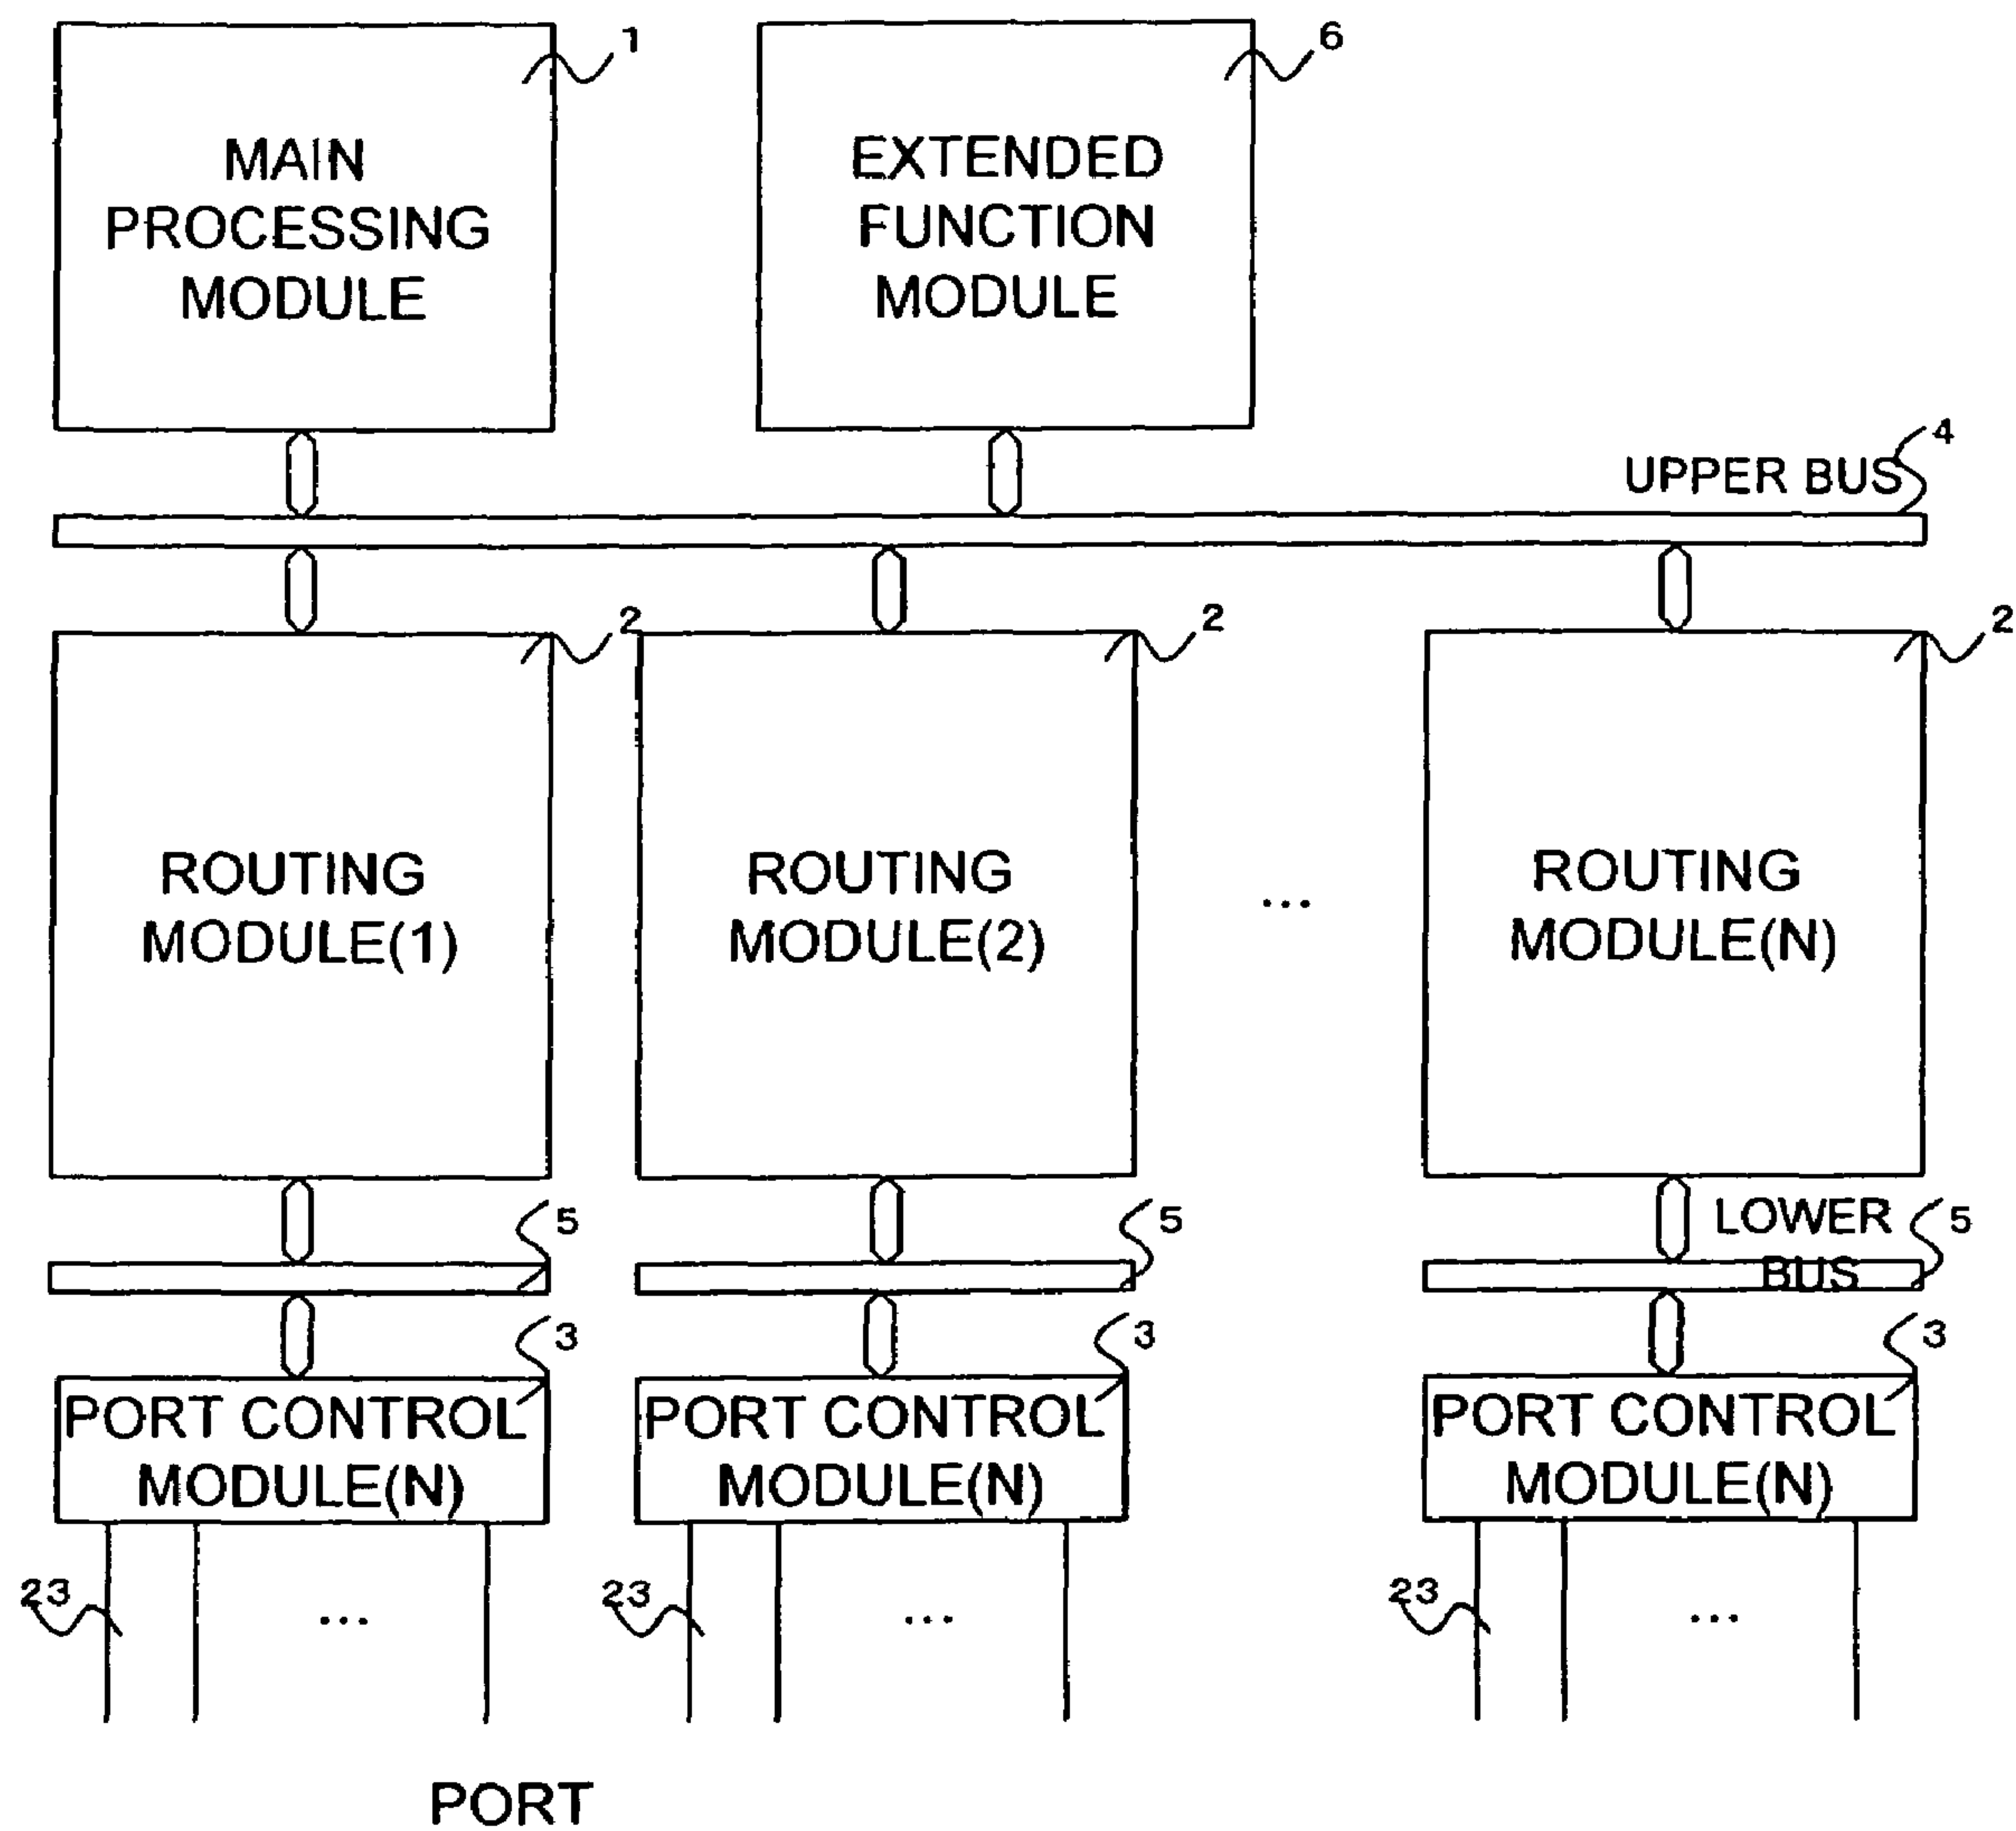 1
6
MAIN
PROCESSING
MODULE
EXTENDED
FUNCTION
MODULE
4
UPPER BUS
2
2
2
ROUTING
MODULE(1)
ROUTING
MODULE(2)
...
ROUTING
MODULE(N)
5
5
LOWER
BUS
5
3
3
3
PORT CONTROL
MODULE(N)
PORT CONTROL
MODULE(N)
PORT CONTROL
MODULE(N)
23
...
23
...
23
...
PORT